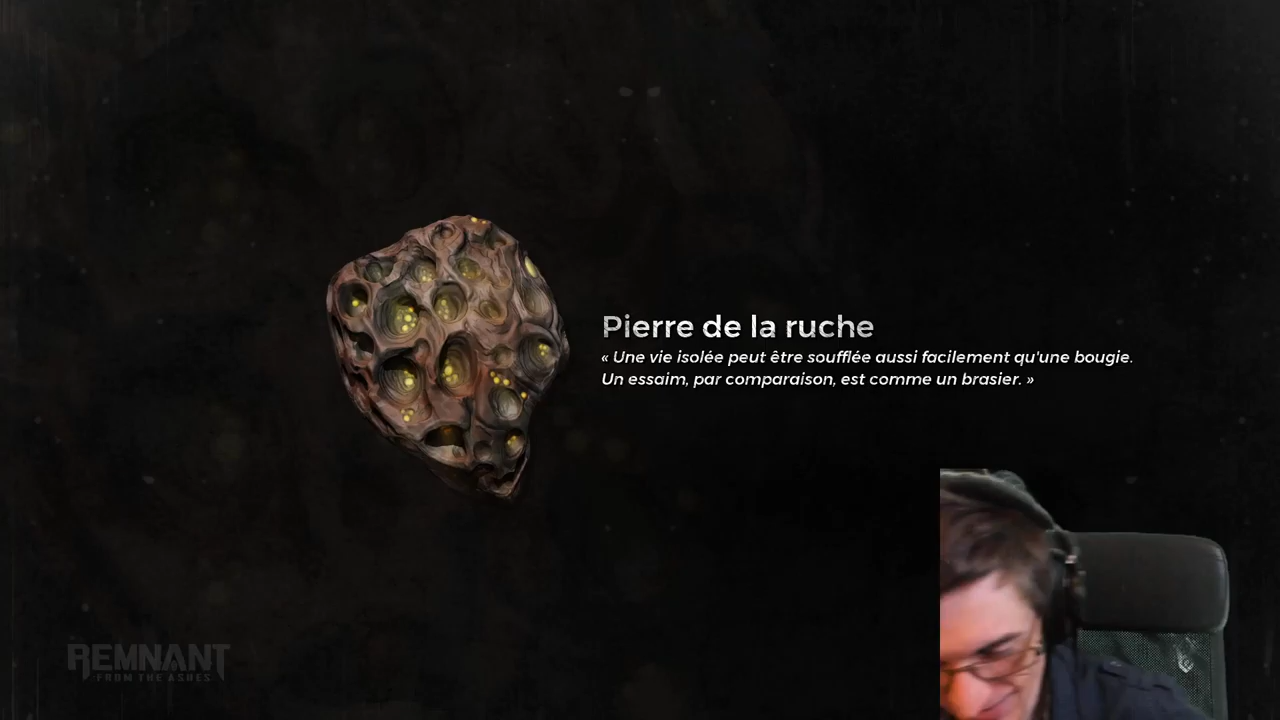 Pierre de la ruche
« Une vie isolée peut être soufflée aussi facilement qu'une bougie.
Un essaim, par comparaison, est comme un brasier. »
REMNANT
FROM THE ASHES